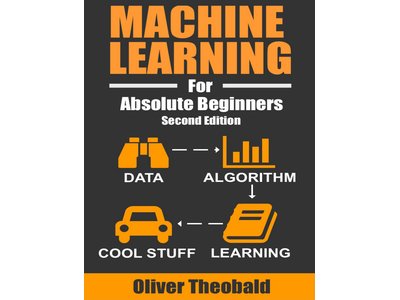 MACHINE
LEARNING
For
Absolute Beginners
Second Edition
DATA
ALGORITHM
COOL STUFF
LEARNING
Oliver Theobald